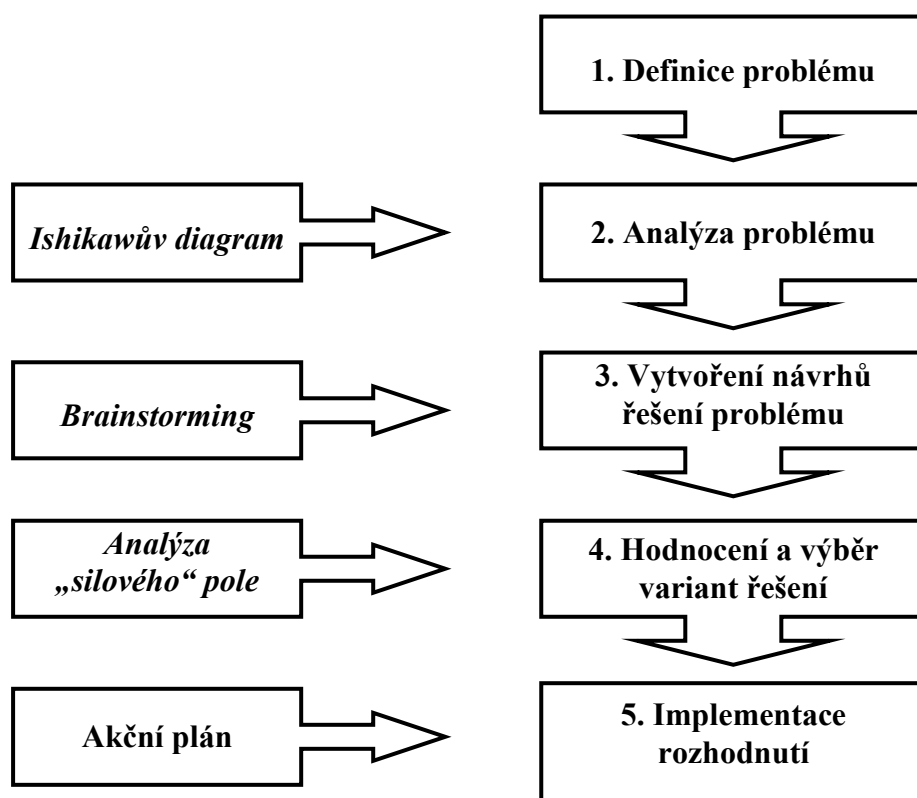 1. Definice problému
Ishikawův diagram
2. Analýza problému
Brainstorming
3. Vytvoření návrhů
řešení problému
Analýza
„silového“ pole
4. Hodnocení a výběr
variant řešení
Akční plán
5. Implementace
rozhodnutí